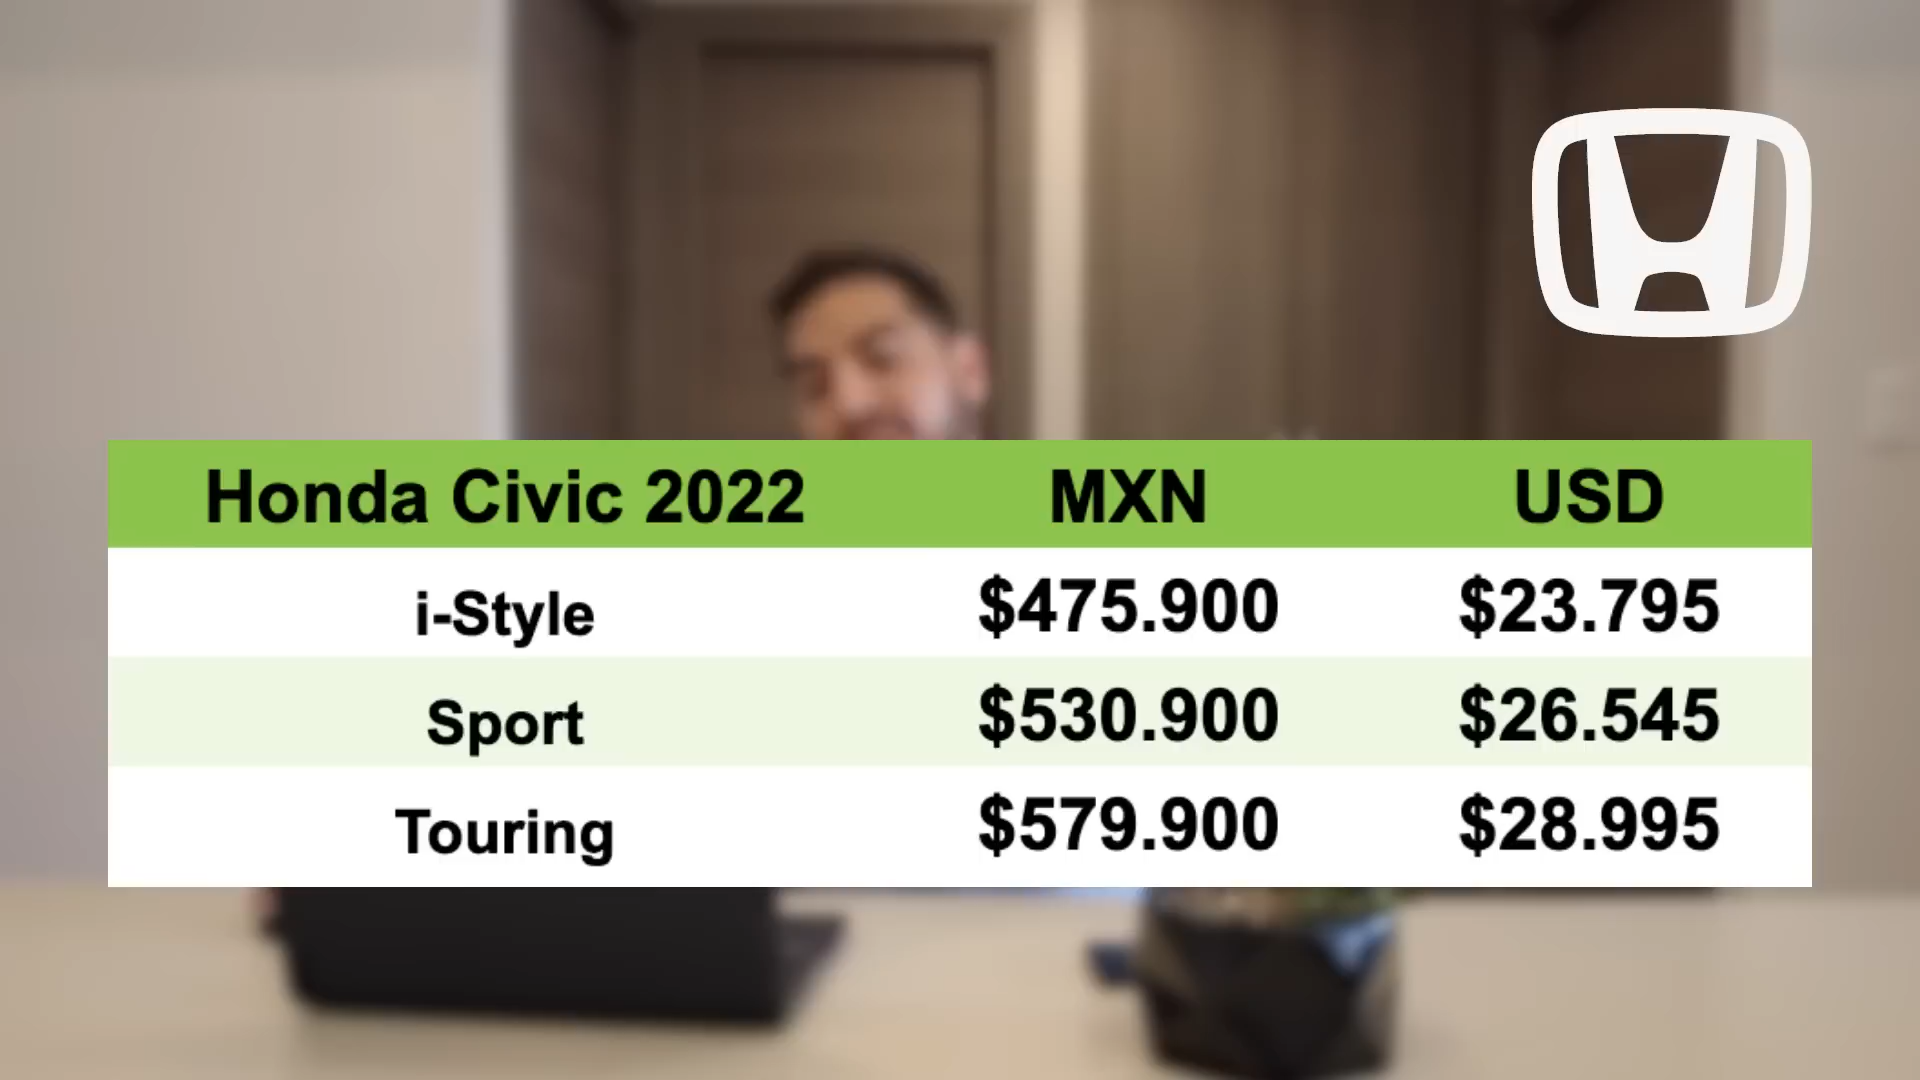 Honda Civic 2022 MXN USD
i-Style $475.900 $23.795
Sport $530.900 $26.545
Touring $579.900 $28.995